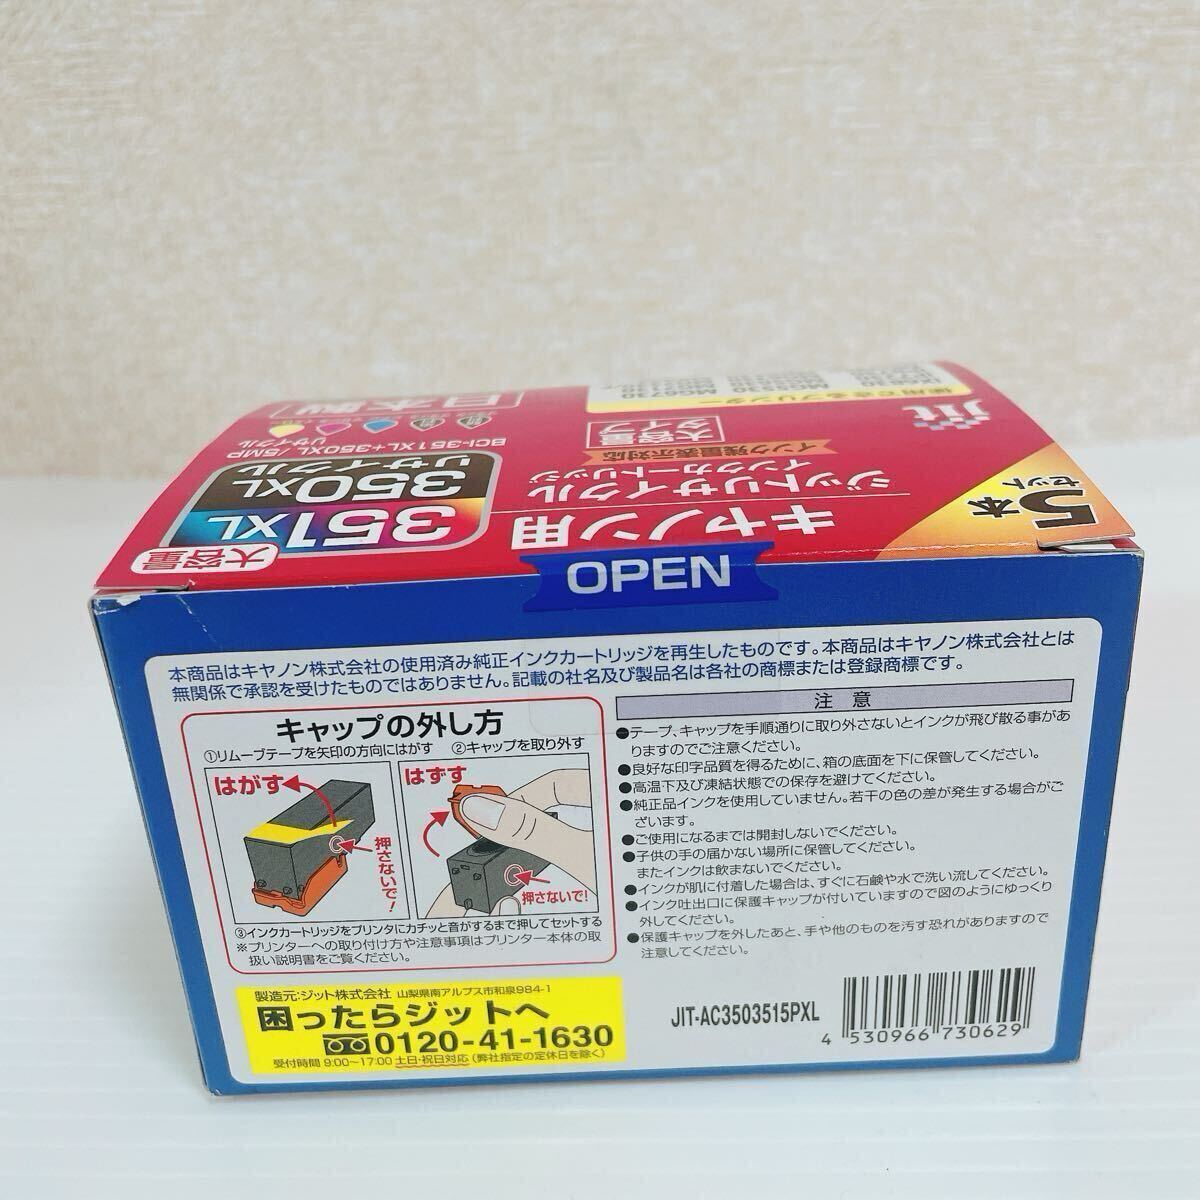 jit
5本
セット
使用できるプリンター
MG6730
キヤノン用
ジットリサイクル
インクカートリッジ
インク残量表示対応
大容量
タイプ
大容量
351XL
350XL
リサイクル
BCI-351XL+350XL/5MP
リサイクル
日本製
OPEN
本商品はキヤノン株式会社の使用済み純正インクカートリッジを再生したものです。本商品はキヤノン株式会社とは
無関係で承認を受けたものではありません。記載の社名及び製品名は各社の商標または登録商標です。
キャップの外し方
①リムーブテープを矢印の方向にはがす ②キャップを取り外す
はがす
押さないで!
はずす
押さないで!
③インクカートリッジをプリンタにカチッと音がするまで押してセットする
※プリンターへの取り付け方や注意事項はプリンター本体の取
扱い説明書をご覧ください。
注意
●テープ、キャップを手順通りに取り外さないとインクが飛び散る事があ
りますのでご注意ください。
●良好な印字品質を得るために、箱の底面を下に保管してください。
●高温下及び凍結状態での保存を避けてください。
●純正品インクを使用していません。若干の色の差が発生する場合がご
ざいます。
●ご使用になるまでは開封しないでください。
●子供の手の届かない場所に保管してください。
またインクは飲まないでください。
●インクが肌に付着した場合は、すぐに石鹸や水で洗い流してください。
●インク吐出口に保護キャップが付いていますので図のようにゆっくり
外してください。
●保護キャップを外したあと、手や他のものを汚す恐れがありますので
注意してください。
製造元:ジット株式会社 山梨県南アルプス市和泉984-1
困ったらジットへ
0120-41-1630
受付時間 9:00~17:00 土日・祝日対応 (弊社指定の定休日を除く)
JIT-AC3503515PXL
4 530966 730629